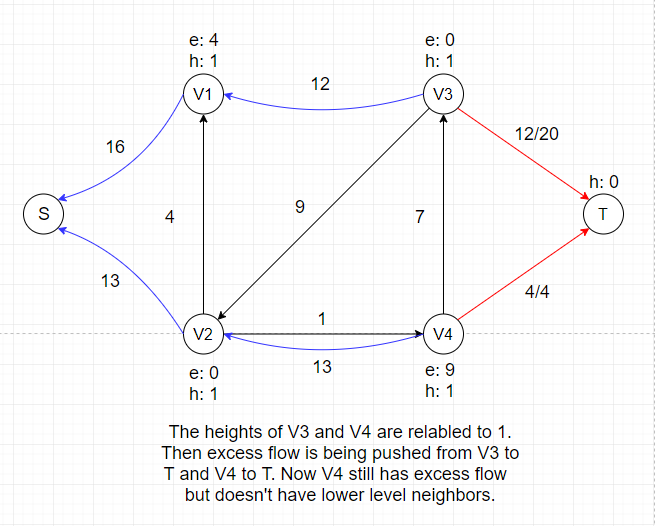 e: 4
h: 1
e: 0
h: 1
V1
12
V3
16
12/20
h: 0
S
4
9
7
T
13
4/4
V2
1
V4
13
e: 0
h: 1
e: 9
h: 1
The heights of V3 and V4 are relabled to 1.
Then excess flow is being pushed from V3 to
T and V4 to T. Now V4 still has excess flow
but doesn't have lower level neighbors.